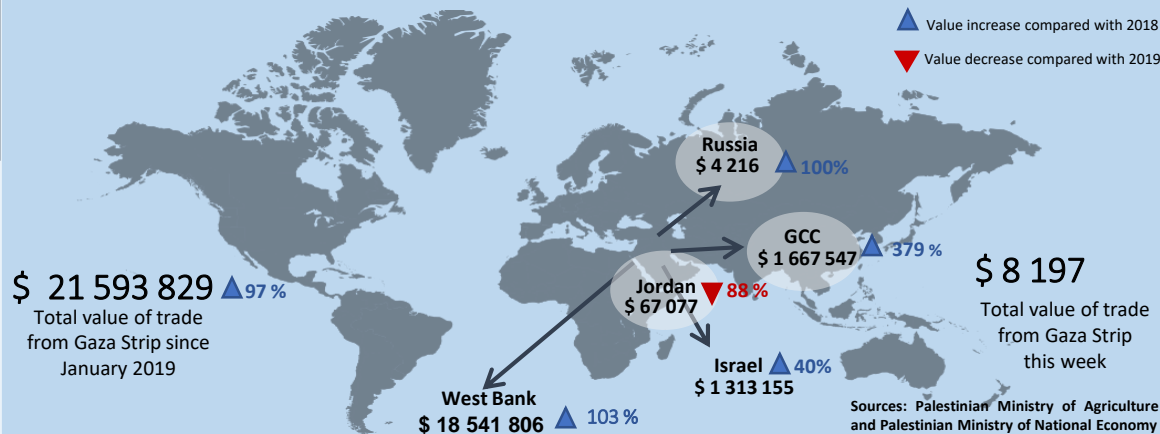 Value increase compared with 2018
Value decrease compared with 2019
Russia
$ 4 216
100%
GCC
$ 1 667 547
379 %
$ 21 593 829
97 %
Total value of trade
from Gaza Strip since
January 2019
Jordan
$ 67 077
88 %
$ 8 197
Total value of trade
from Gaza Strip
this week
Israel
40%
$ 1 313 155
West Bank
$ 18 541 806
103 %
Sources: Palestinian Ministry of Agriculture
and Palestinian Ministry of National Economy